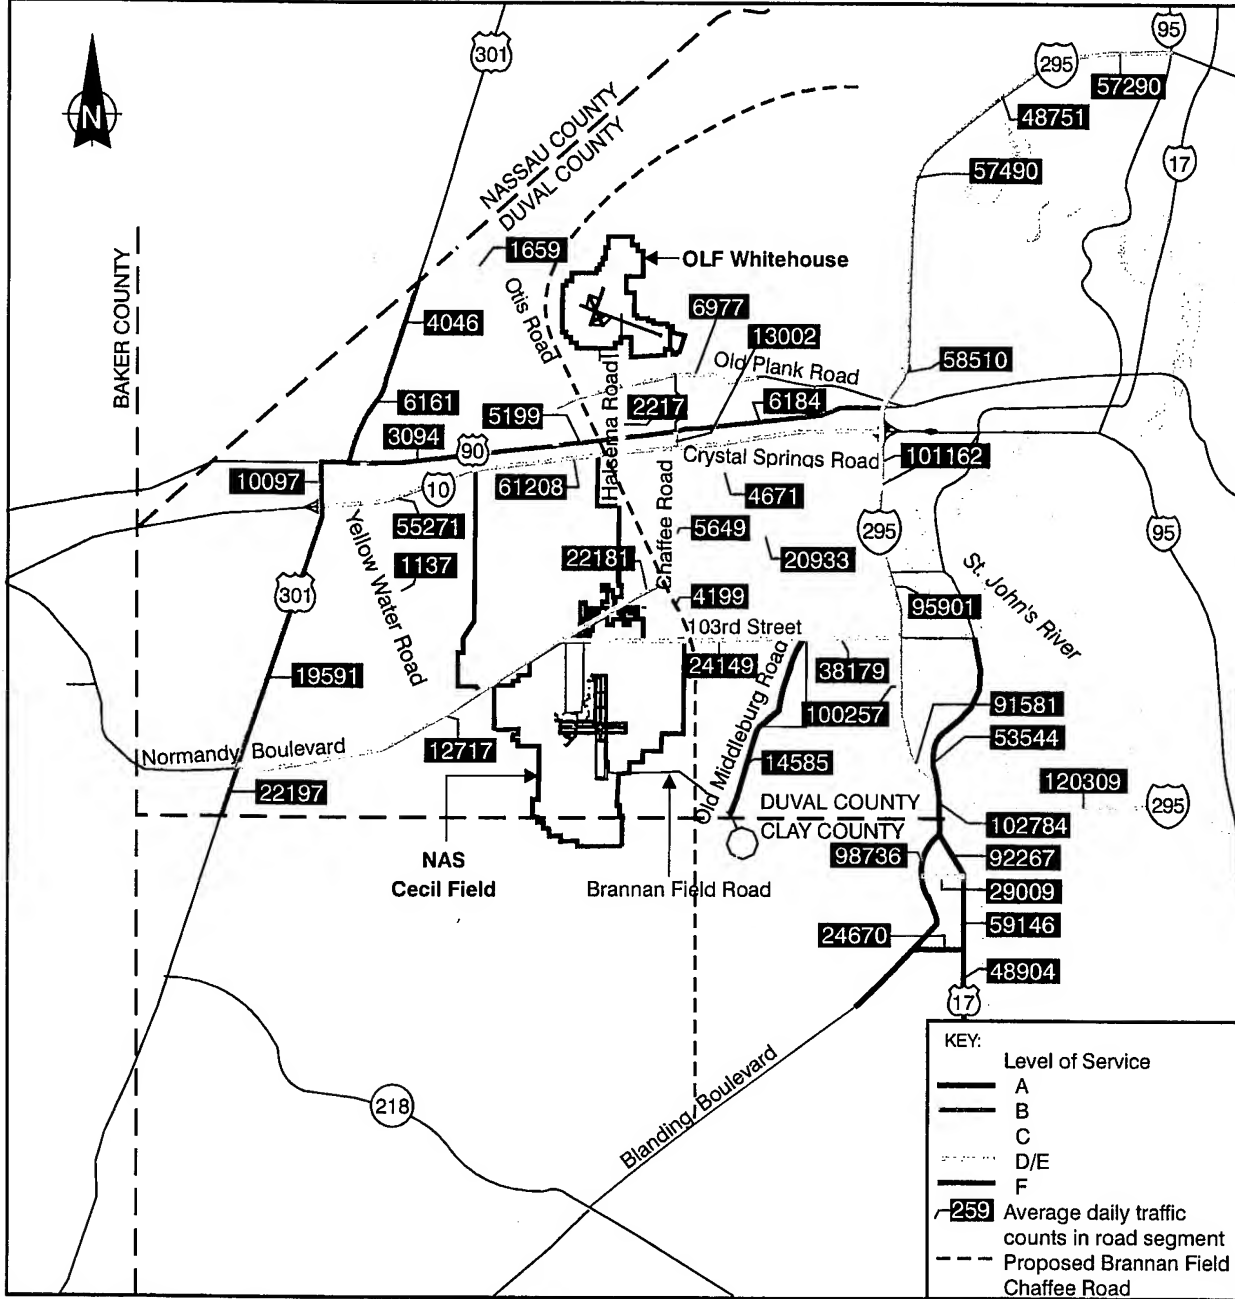 95
301
295
57290
48751
17
57490
NASSAU COUNTY
DUVAL COUNTY
N
1659
OLF Whitehouse
BAKER COUNTY
Otis Road
4046
6977
13002
Old Plank Road
58510
6161
5199
2217
6184
3094
90
Halsema Road
Crystal Springs Road
101162
10097
10
61208
4671
Chaffee Road
55271
5649
295
95
Yellow Water Road
22181
20933
1137
St. John's River
301
4199
95901
103rd Street
24149
38179
19591
Old Middleburg Road
100257
91581
Normandy Boulevard
12717
53544
14585
120309
22197
DUVAL COUNTY
295
CLAY COUNTY
102784
98736
92267
NAS
Cecil Field
Brannan Field Road
29009
59146
24670
48904
17
218
Blanding Boulevard
KEY:
Level of Service
A
B
C
D/E
F
259 Average daily traffic
counts in road segment
Proposed Brannan Field
Chaffee Road